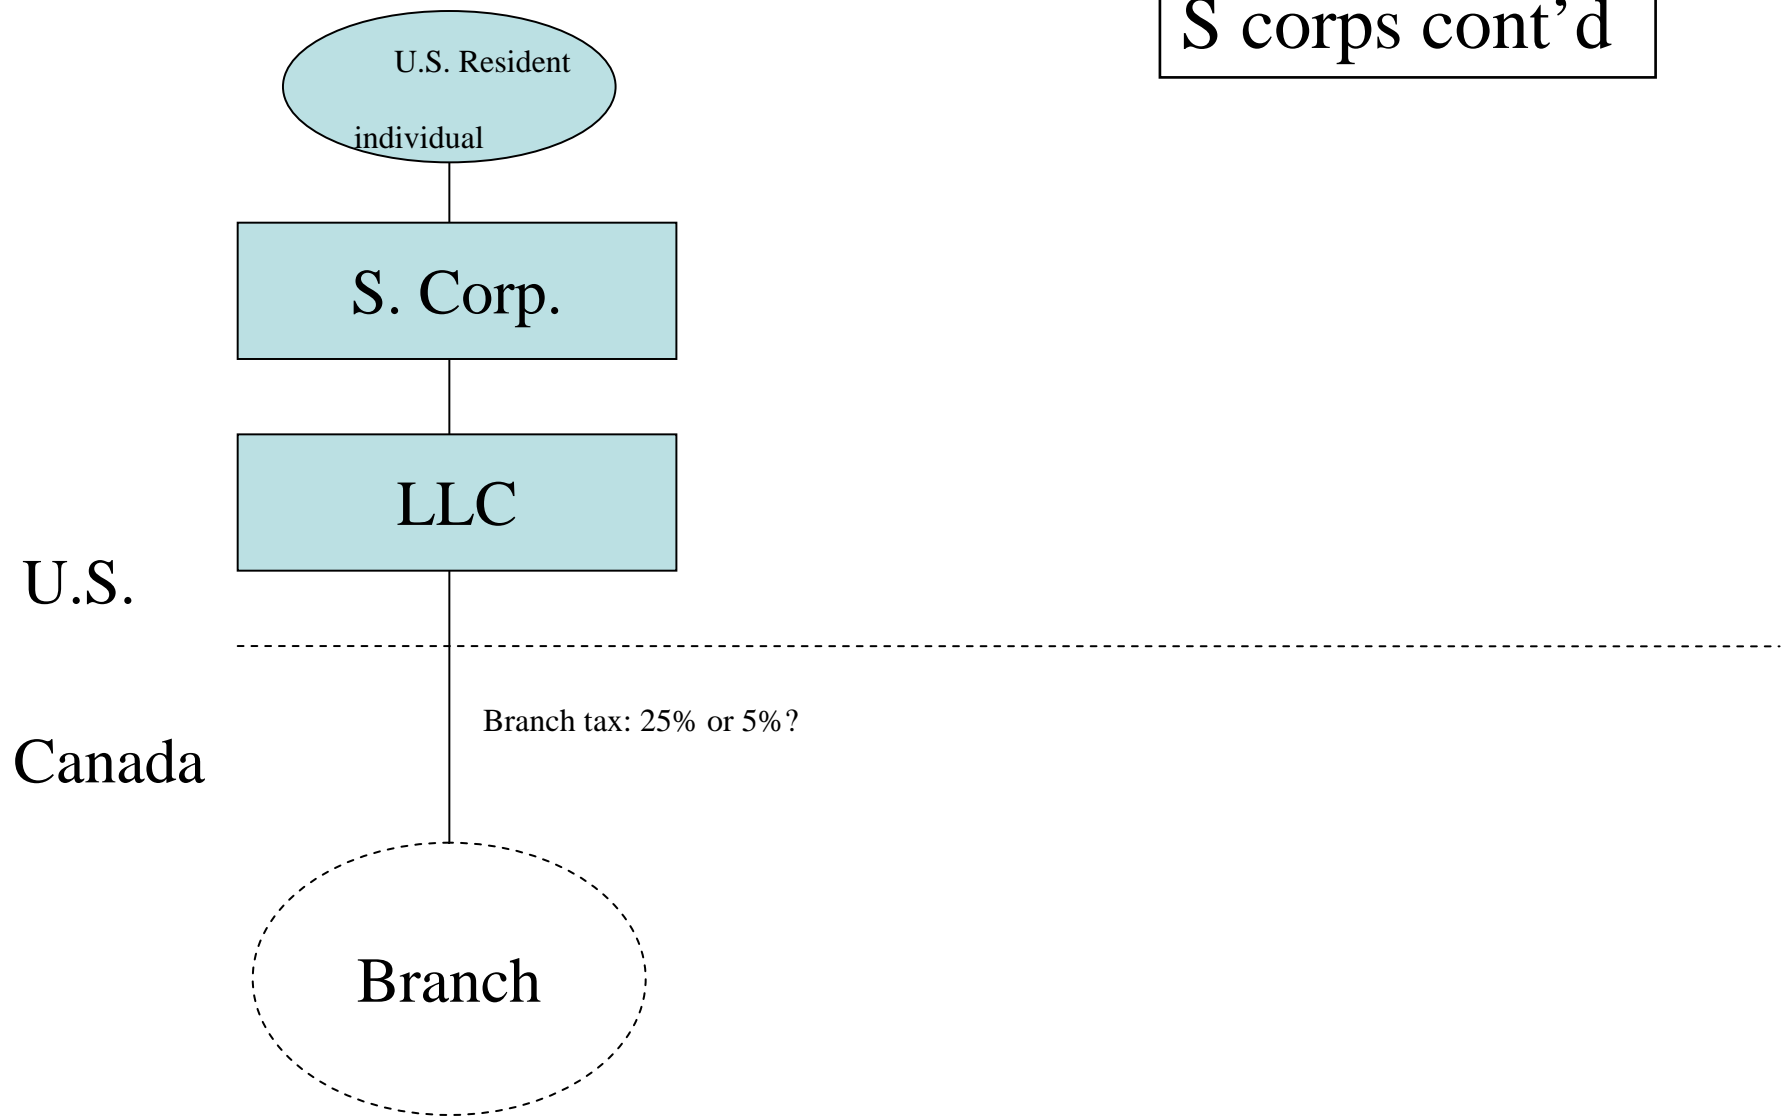 S corps cont’d
U.S. Resident
individual
S. Corp.
LLC
U.S.
Branch tax: 25% or 5%?
Canada
Branch